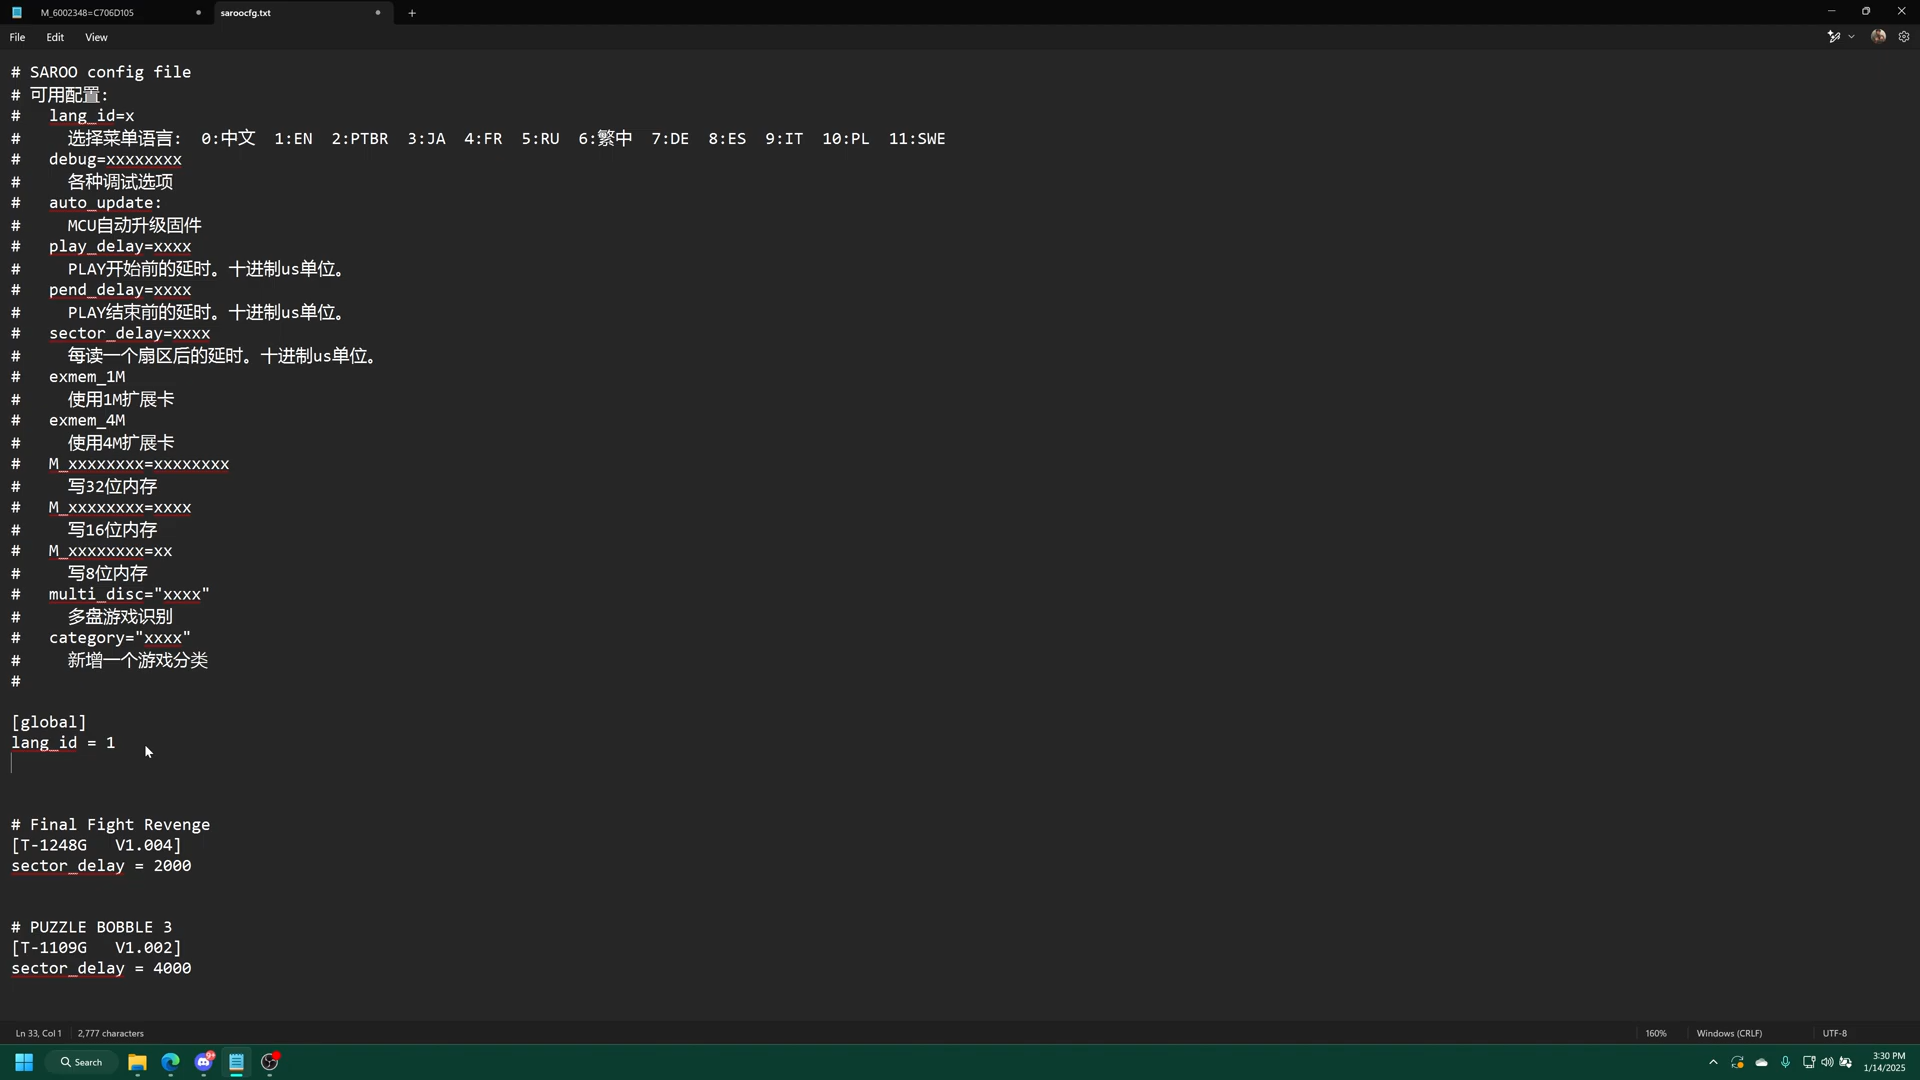 M_6002348=C706D105
saroocfg.txt
File Edit View
# SAROO config file
# 可用配置:
# lang_id=x
# 选择菜单语言: 0:中文 1:EN 2:PTBR 3:JA 4:FR 5:RU 6:繁中 7:DE 8:ES 9:IT 10:PL 11:SWE
# debug=xxxxxxxx
# 各种调试选项
# auto_update:
# MCU自动升级固件
# play_delay=xxxx
# PLAY开始前的延时。十进制us单位。
# pend_delay=xxxx
# PLAY结束前的延时。十进制us单位。
# sector_delay=xxxx
# 每读一个扇区后的延时。十进制us单位。
# exmem_1M
# 使用1M扩展卡
# exmem_4M
# 使用4M扩展卡
# M_xxxxxxxx=xxxxxxxx
# 写32位内存
# M_xxxxxxxx=xxxx
# 写16位内存
# M_xxxxxxxx=xx
# 写8位内存
# multi_disc="xxxx"
# 多盘游戏识别
# category="xxxx"
# 新增一个游戏分类
#
[global]
lang_id = 1
# Final Fight Revenge
[T-1248G   V1.004]
sector_delay = 2000
# PUZZLE BOBBLE 3
[T-1109G   V1.002]
sector_delay = 4000
Ln 33, Col 1 2,777 characters 160% Windows (CRLF) UTF-8
Search
3:30 PM
1/14/2025